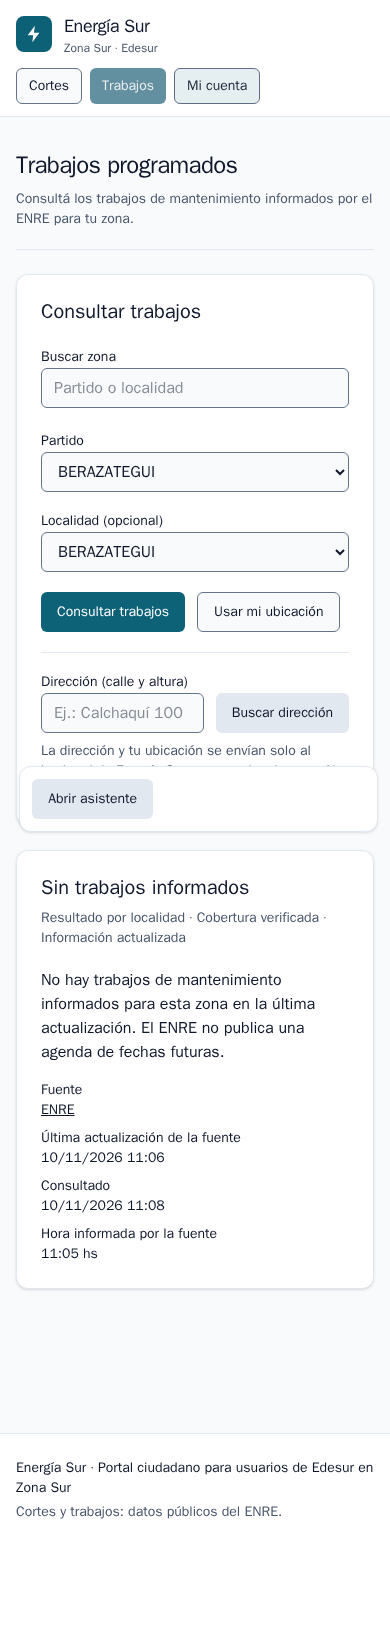 Energía Sur
Zona Sur · Edesur
Cortes
Trabajos
Mi cuenta
Trabajos programados
Consultá los trabajos de mantenimiento informados por el
ENRE para tu zona.
Consultar trabajos
Buscar zona
Partido o localidad
Partido
BERAZATEGUI
Localidad (opcional)
BERAZATEGUI
Consultar trabajos
Usar mi ubicación
Dirección (calle y altura)
Ej.: Calchaquí 100
Buscar dirección
La dirección y tu ubicación se envían solo al
Abrir asistente
Sin trabajos informados
Resultado por localidad · Cobertura verificada ·
Información actualizada
No hay trabajos de mantenimiento
informados para esta zona en la última
actualización. El ENRE no publica una
agenda de fechas futuras.
Fuente
ENRE
Última actualización de la fuente
10/11/2026 11:06
Consultado
10/11/2026 11:08
Hora informada por la fuente
11:05 hs
Energía Sur · Portal ciudadano para usuarios de Edesur en
Zona Sur
Cortes y trabajos: datos públicos del ENRE.